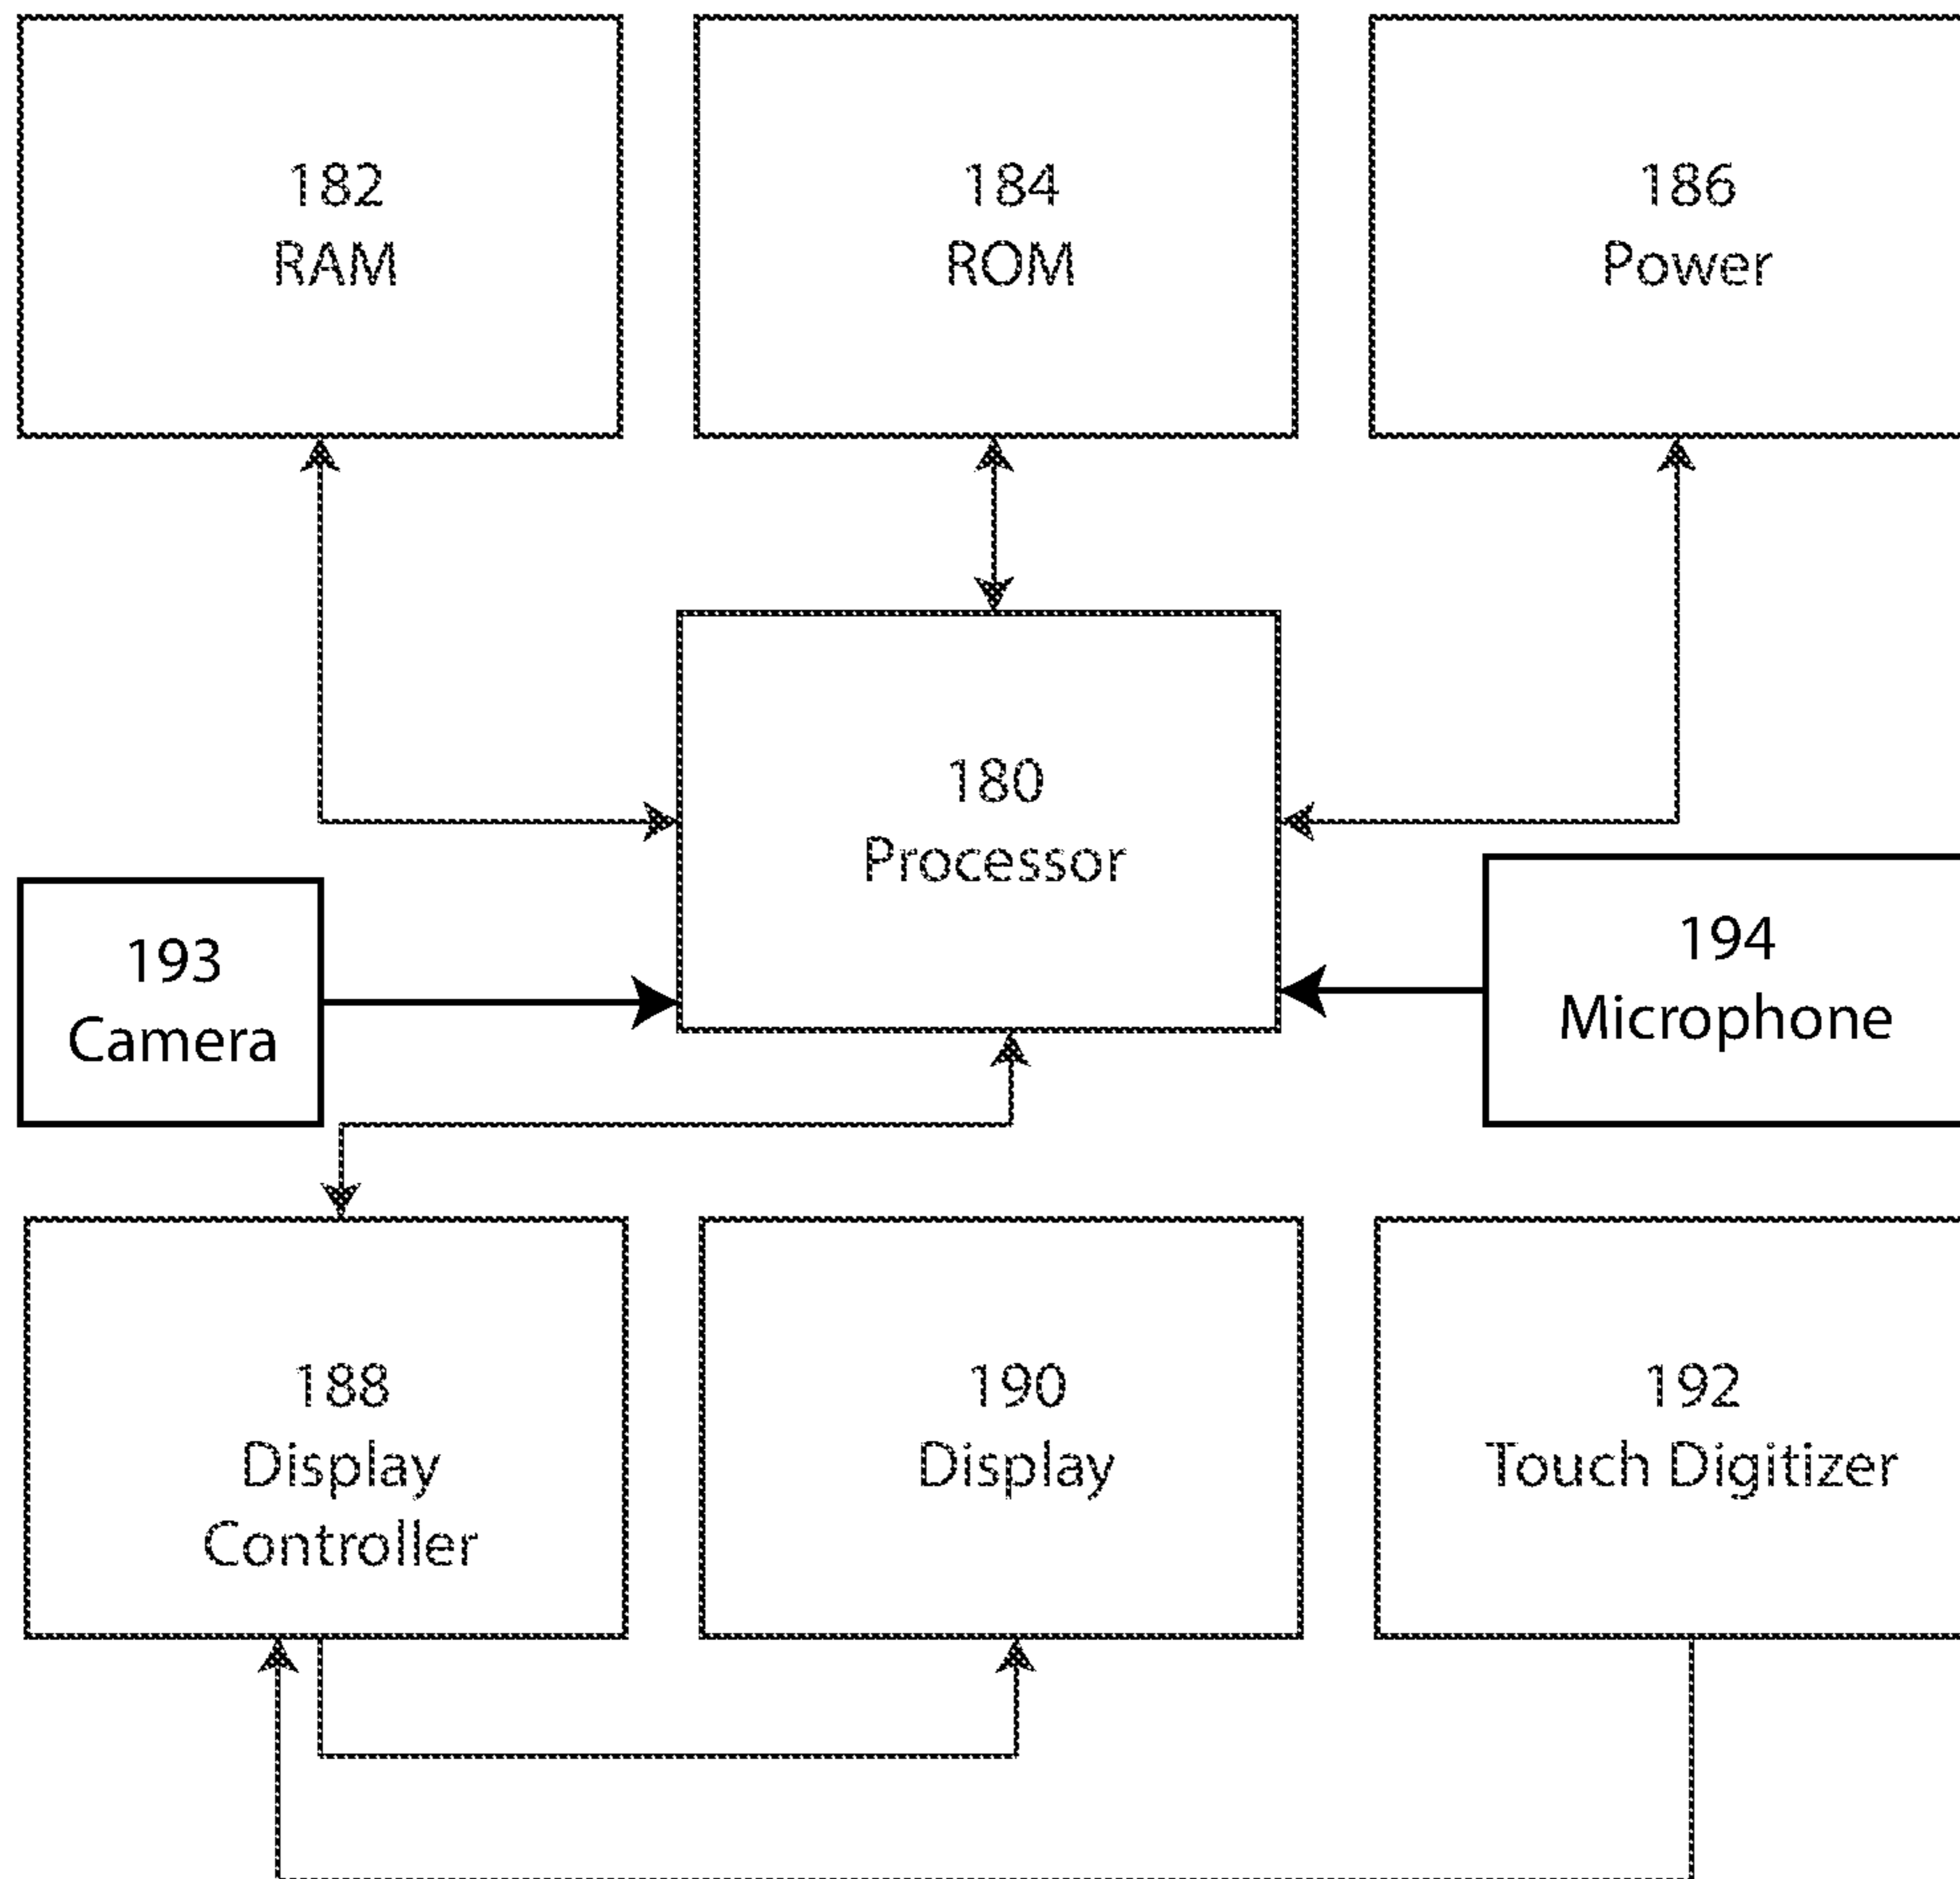 182
RAM
184
ROM
186
Power
180
Processor
193
Camera
194
Microphone
188
Display
Controller
190
Display
192
Touch Digitizer